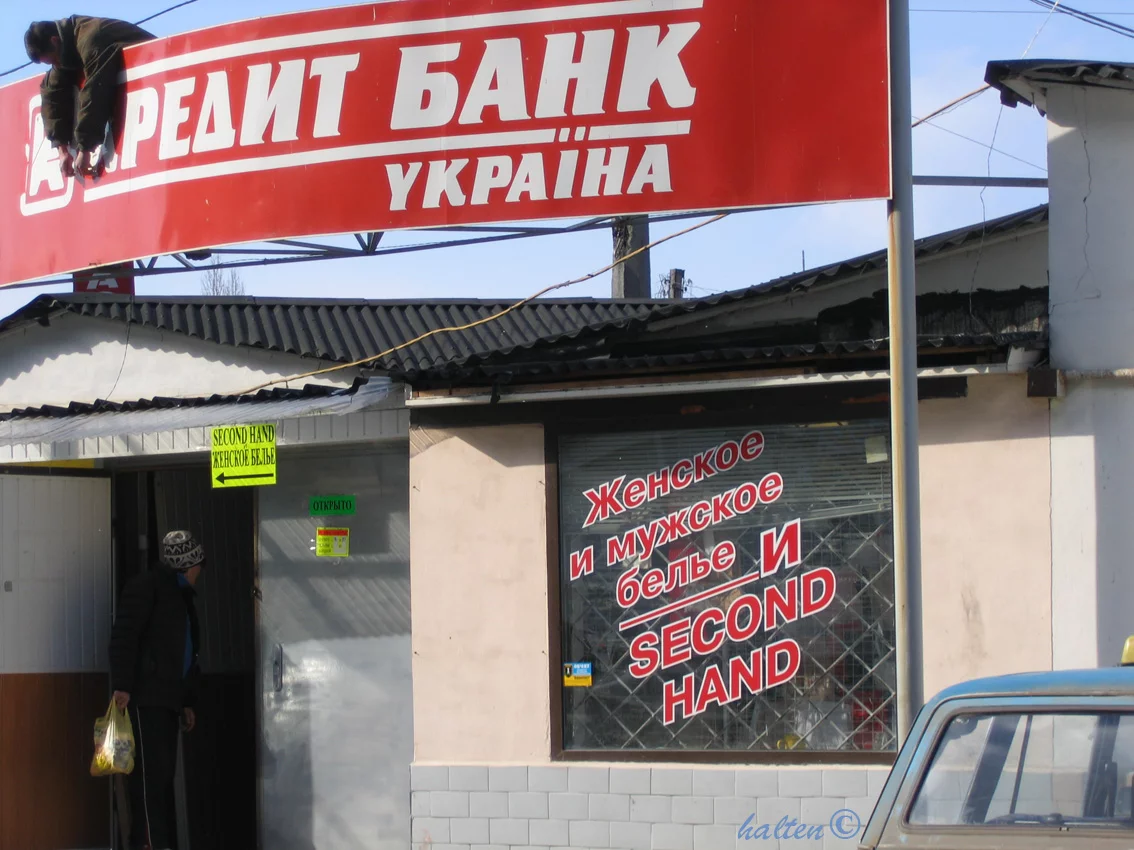 КРЕДИТ БАНК
УКРАЇНА
SECOND HAND
ЖЕНСКОЕ БЕЛЬЕ
ОТКРЫТО
Женское
и мужское
белье и
SECOND
HAND
halten ©